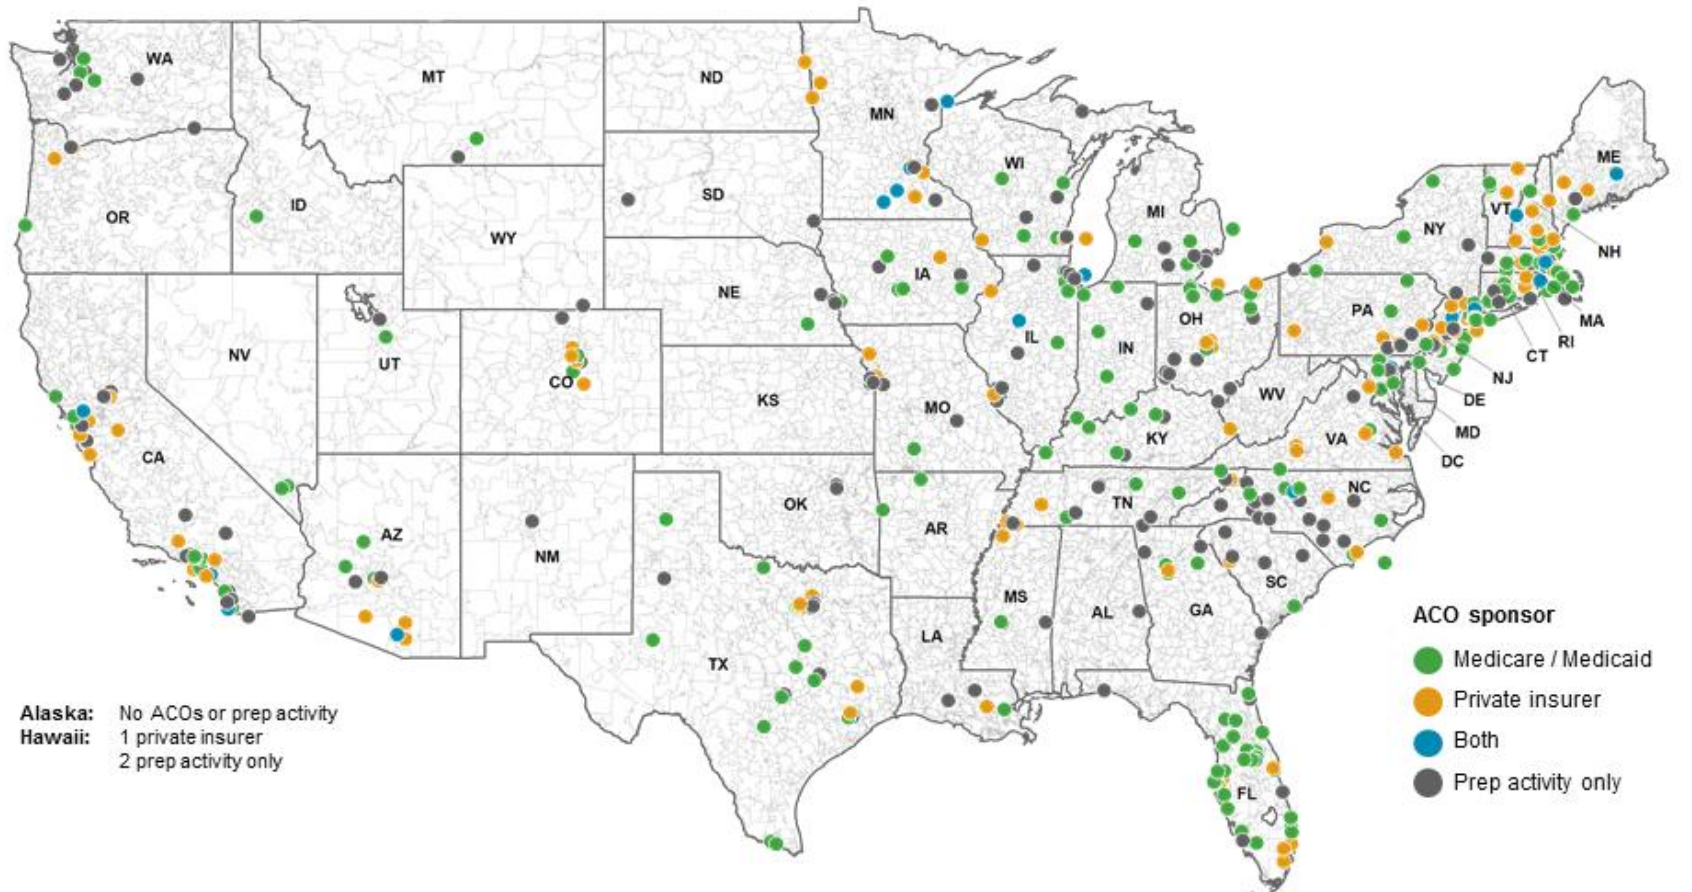 WA
MT
ND
MN
ME
WI
SD
ID
OR
MI
VT
NY
WY
NH
IA
NE
PA
OH
MA
IL
NV
UT
IN
RI
CT
CO
NJ
KS
WV
DE
MO
MD
KY
VA
CA
DC
NC
TN
OK
AZ
AR
NM
SC
MS
AL
GA
ACO sponsor
LA
TX
Medicare / Medicaid
Private insurer
Alaska: No ACOs or prep activity
Hawaii: 1 private insurer
Both
2 prep activity only
Prep activity only
FL